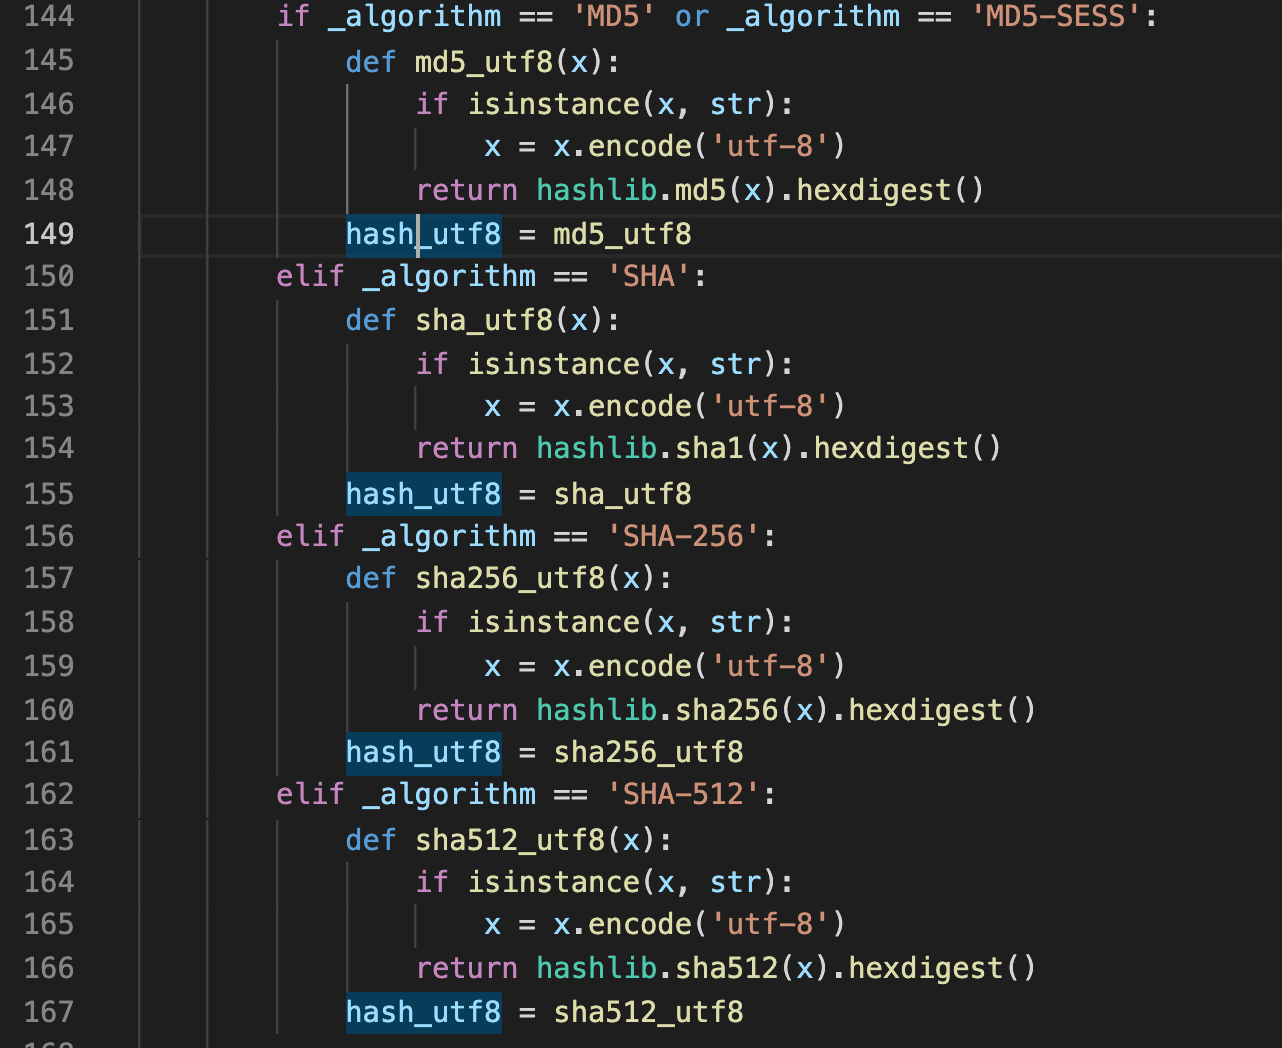 144 if _algorithm == 'MD5' or _algorithm == 'MD5-SESS':
145 def md5_utf8(x):
146 if isinstance(x, str):
147 x = x.encode('utf-8')
148 return hashlib.md5(x).hexdigest()
149 hash_utf8 = md5_utf8
150 elif _algorithm == 'SHA':
151 def sha_utf8(x):
152 if isinstance(x, str):
153 x = x.encode('utf-8')
154 return hashlib.sha1(x).hexdigest()
155 hash_utf8 = sha_utf8
156 elif _algorithm == 'SHA-256':
157 def sha256_utf8(x):
158 if isinstance(x, str):
159 x = x.encode('utf-8')
160 return hashlib.sha256(x).hexdigest()
161 hash_utf8 = sha256_utf8
162 elif _algorithm == 'SHA-512':
163 def sha512_utf8(x):
164 if isinstance(x, str):
165 x = x.encode('utf-8')
166 return hashlib.sha512(x).hexdigest()
167 hash_utf8 = sha512_utf8